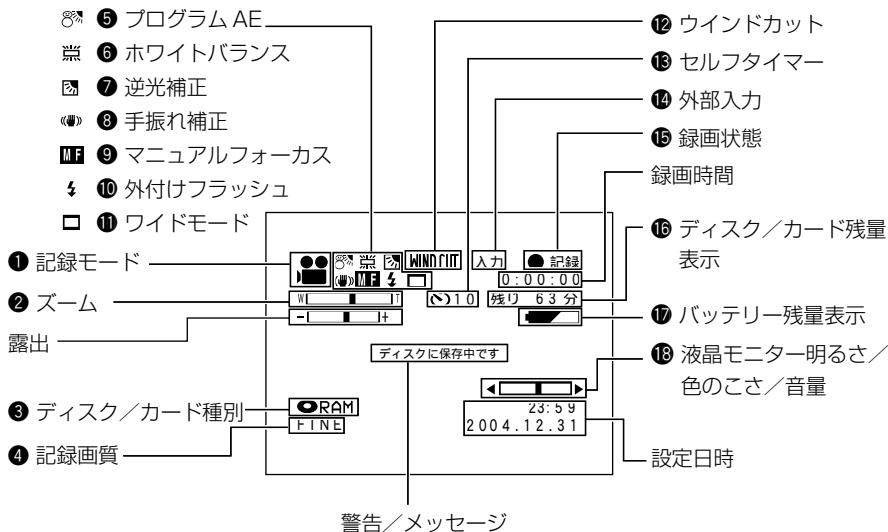 ❺ プログラム AE
❻ ホワイトバランス
❼ 逆光補正
❽ 手振れ補正
MF ❾ マニュアルフォーカス
❿ 外付けフラッシュ
⓫ ワイドモード
❶ 記録モード
❷ ズーム
露出
❸ ディスク/カード種別
❹ 記録画質
⓬ ウインドカット
⓭ セルフタイマー
⓮ 外部入力
⓯ 録画状態
録画時間
⓰ ディスク/カード残量
表示
⓱ バッテリー残量表示
⓲ 液晶モニター明るさ/
色のこさ/音量
設定日時
WIND CUT 入力 ● 記録
MF 0:00:00
W T 10 残り 63 分
− +
ディスクに保存中です
RAM
FINE
23:59
2004.12.31
警告/メッセージ